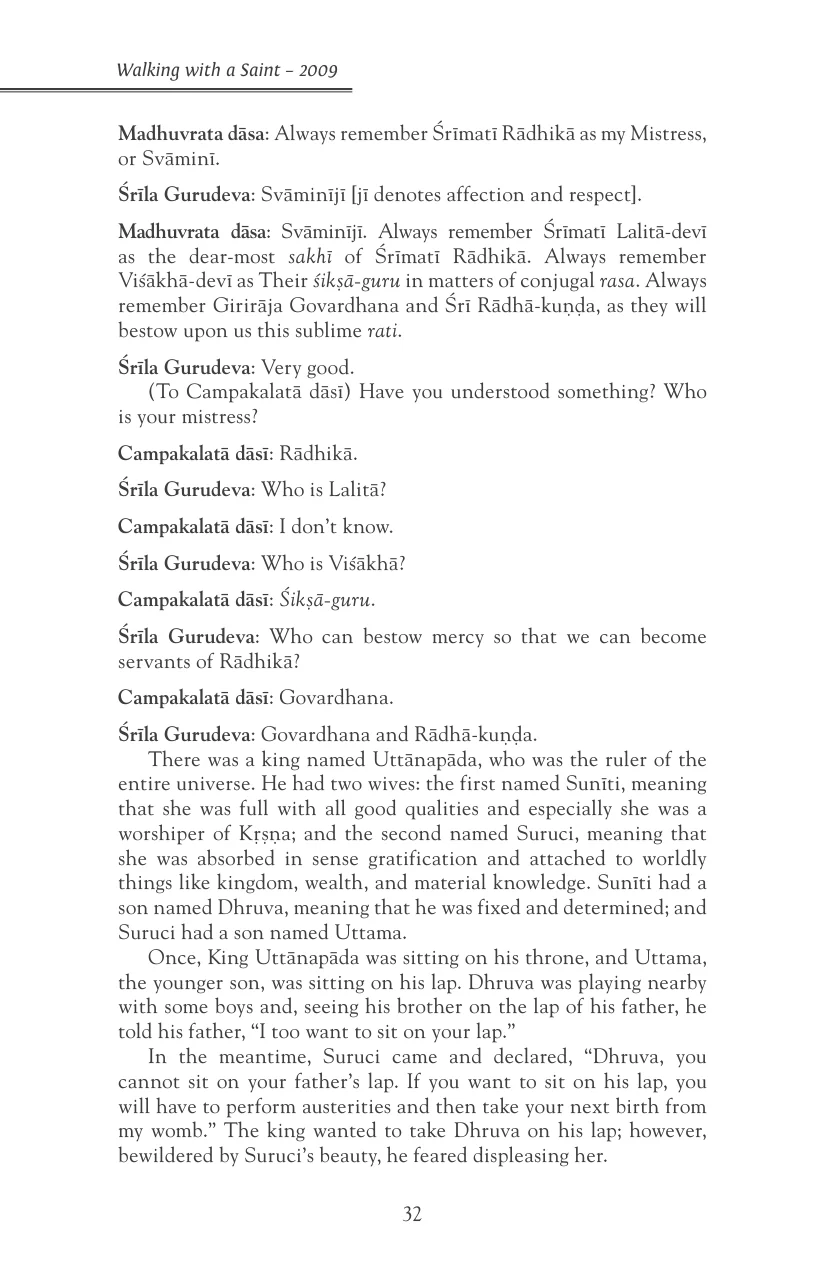 Walking with a Saint – 2009
Madhuvrata dāsa: Always remember Śrīmatī Rādhikā as my Mistress,
or Svāminī.
Śrīla Gurudeva: Svāminījī [jī denotes affection and respect].
Madhuvrata dāsa: Svāminījī. Always remember Śrīmatī Lalitā-devī
as the dear-most sakhī of Śrīmatī Rādhikā. Always remember
Viśākhā-devī as Their śikṣā-guru in matters of conjugal rasa. Always
remember Girirāja Govardhana and Śrī Rādhā-kuṇḍa, as they will
bestow upon us this sublime rati.
Śrīla Gurudeva: Very good.
(To Campakalatā dāsī) Have you understood something? Who
is your mistress?
Campakalatā dāsī: Rādhikā.
Śrīla Gurudeva: Who is Lalitā?
Campakalatā dāsī: I don't know.
Śrīla Gurudeva: Who is Viśākhā?
Campakalatā dāsī: Śikṣā-guru.
Śrīla Gurudeva: Who can bestow mercy so that we can become
servants of Rādhikā?
Campakalatā dāsī: Govardhana.
Śrīla Gurudeva: Govardhana and Rādhā-kuṇḍa.
There was a king named Uttānapāda, who was the ruler of the
entire universe. He had two wives: the first named Sunīti, meaning
that she was full with all good qualities and especially she was a
worshiper of Kṛṣṇa; and the second named Suruci, meaning that
she was absorbed in sense gratification and attached to worldly
things like kingdom, wealth, and material knowledge. Sunīti had a
son named Dhruva, meaning that he was fixed and determined; and
Suruci had a son named Uttama.
Once, King Uttānapāda was sitting on his throne, and Uttama,
the younger son, was sitting on his lap. Dhruva was playing nearby
with some boys and, seeing his brother on the lap of his father, he
told his father, “I too want to sit on your lap.”
In the meantime, Suruci came and declared, “Dhruva, you
cannot sit on your father's lap. If you want to sit on his lap, you
will have to perform austerities and then take your next birth from
my womb.” The king wanted to take Dhruva on his lap; however,
bewildered by Suruci's beauty, he feared displeasing her.
32